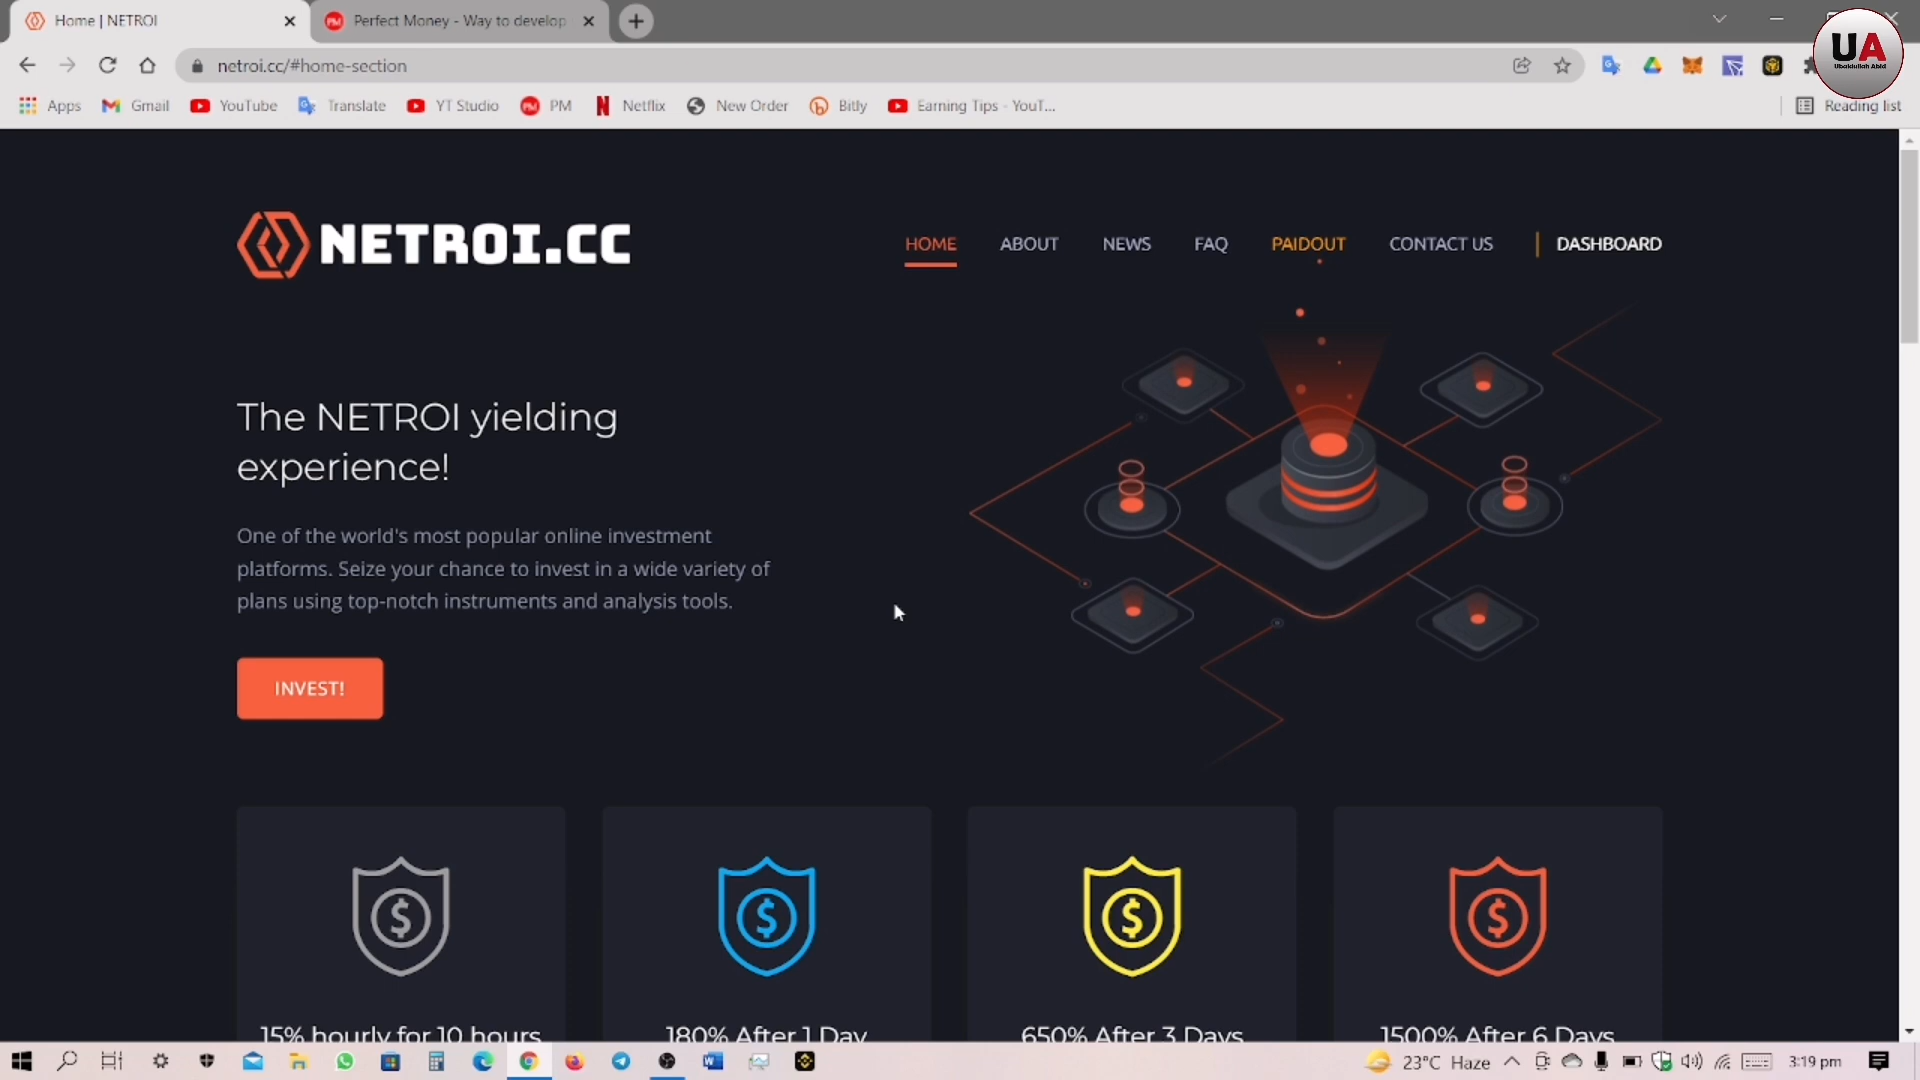 Home | NETROI
Perfect Money - Way to develop
UA
Ubaidullah Abid
netroi.cc/#home-section
Apps
Gmail
YouTube
Translate
YT Studio
PM
PM
Netflix
New Order
Bitly
Earning Tips - YouT...
Reading list
NETROI.CC
HOME
ABOUT
NEWS
FAQ
PAIDOUT
CONTACT US
DASHBOARD
The NETROI yielding
experience!
One of the world's most popular online investment
platforms. Seize your chance to invest in a wide variety of
plans using top-notch instruments and analysis tools.
INVEST!
15% hourly for 10 hours
180% After 1 Day
650% After 3 Days
1500% After 6 Days
23°C Haze
3:19 pm